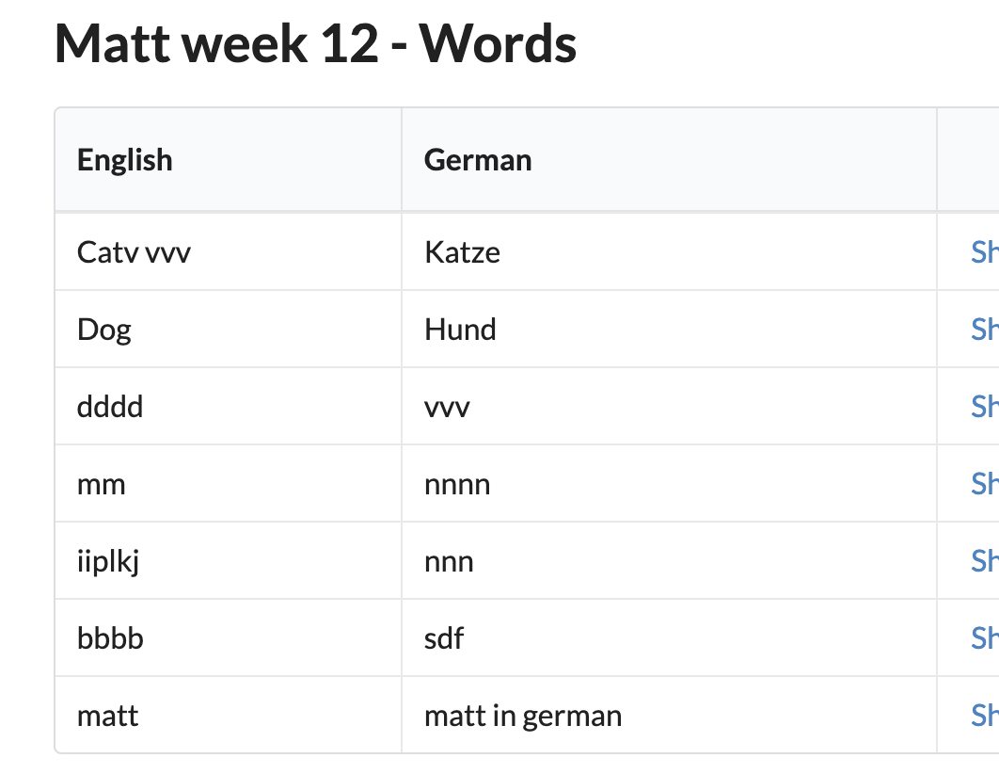 Matt week 12 - Words
English German
Catv vvv Katze Sh
Dog Hund Sh
dddd vvv Sh
mm nnnn Sh
iiplkj nnn Sh
bbbb sdf Sh
matt matt in german Sh